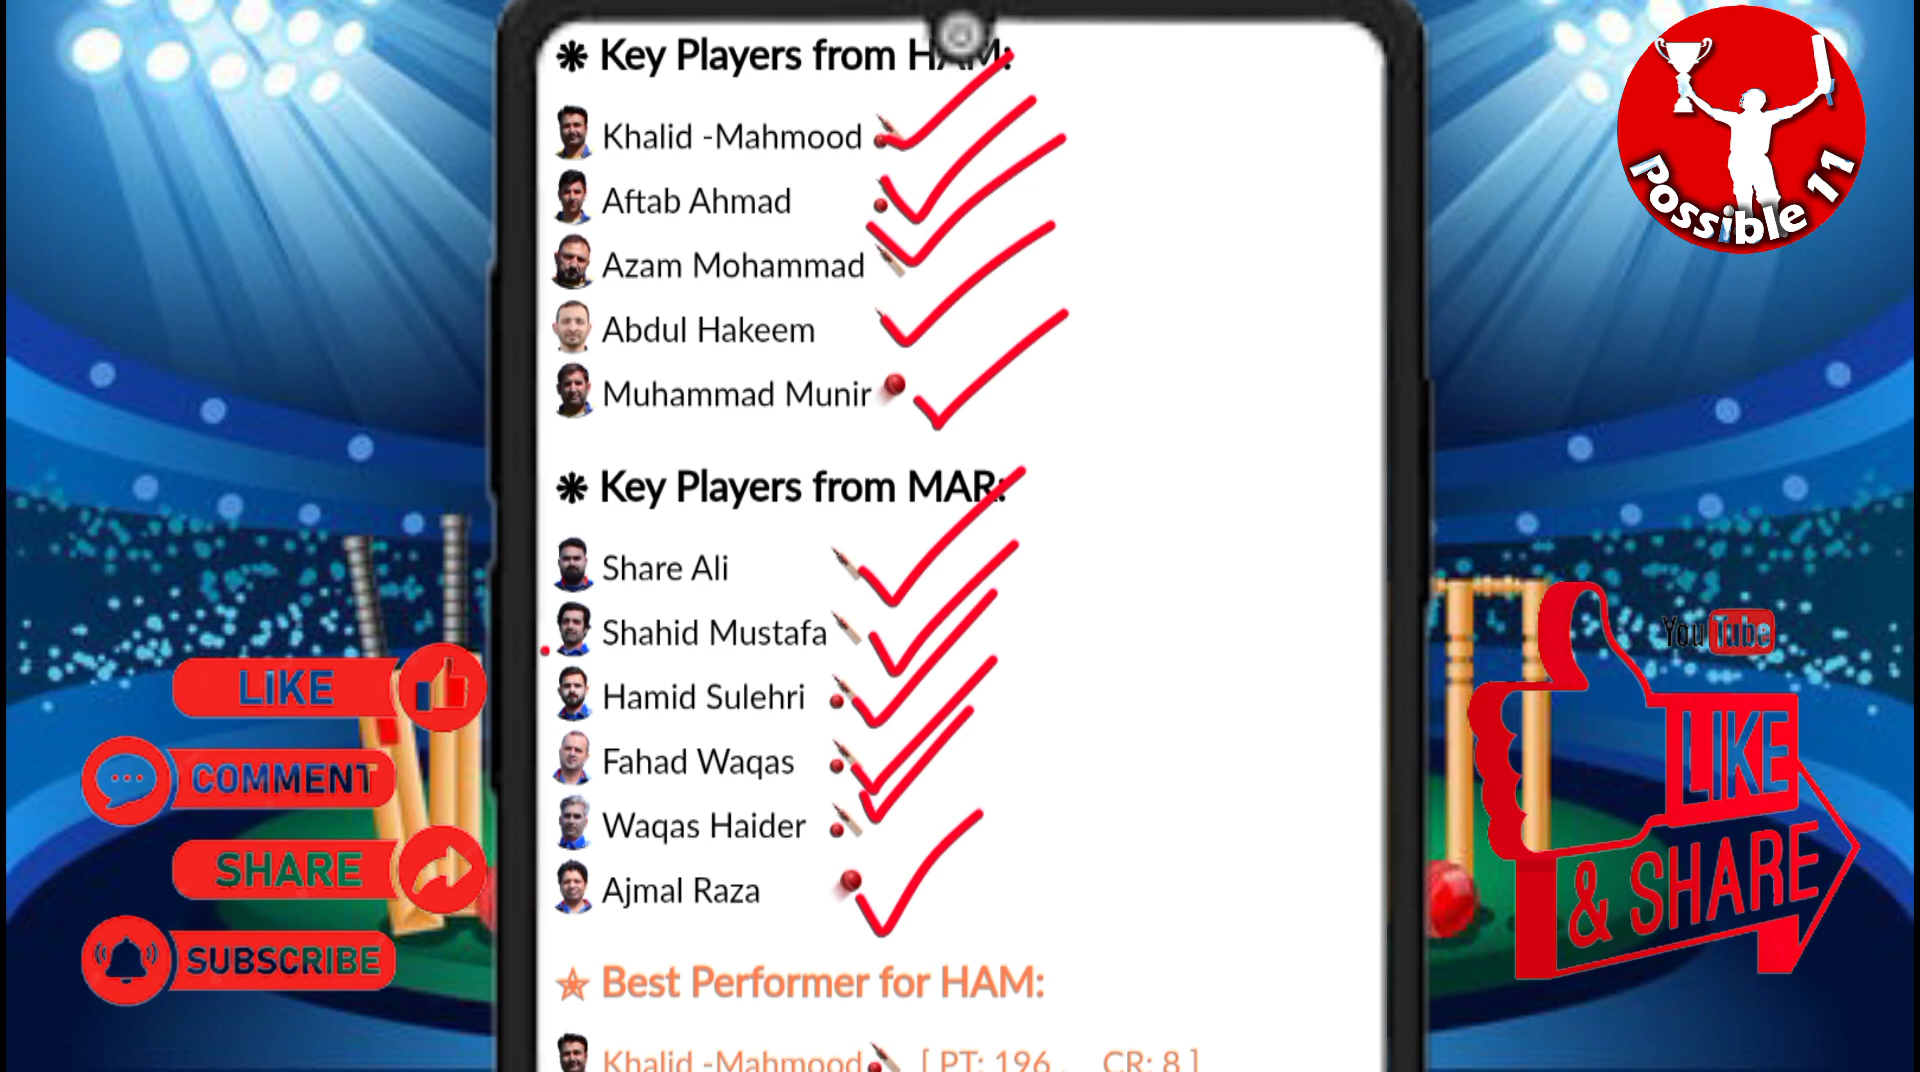 ✱ Key Players from HAM:
Khalid -Mahmood
Aftab Ahmad
Azam Mohammad
Abdul Hakeem
Muhammad Munir
✱ Key Players from MAR:
Share Ali
Shahid Mustafa
Hamid Sulehri
Fahad Waqas
Waqas Haider
Ajmal Raza
☆ Best Performer for HAM:
Khalid -Mahmood [ PT: 196 , CR: 8 ]
Possible 11
LIKE
COMMENT
SHARE
SUBSCRIBE
YouTube
LIKE
& SHARE